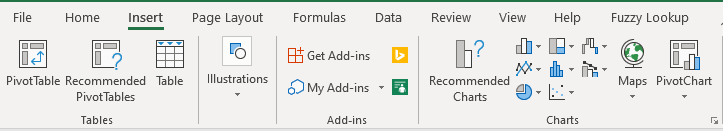 File Home Insert Page Layout Formulas Data Review View Help Fuzzy Lookup
PivotTable
Recommended
PivotTables
Table
Tables
Illustrations
Get Add-ins
My Add-ins
Add-ins
Recommended
Charts
Maps
PivotChart
Charts